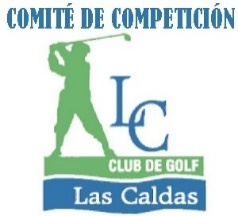 COMITÉ DE COMPETICIÓN
LC
CLUB DE GOLF
Las Caldas